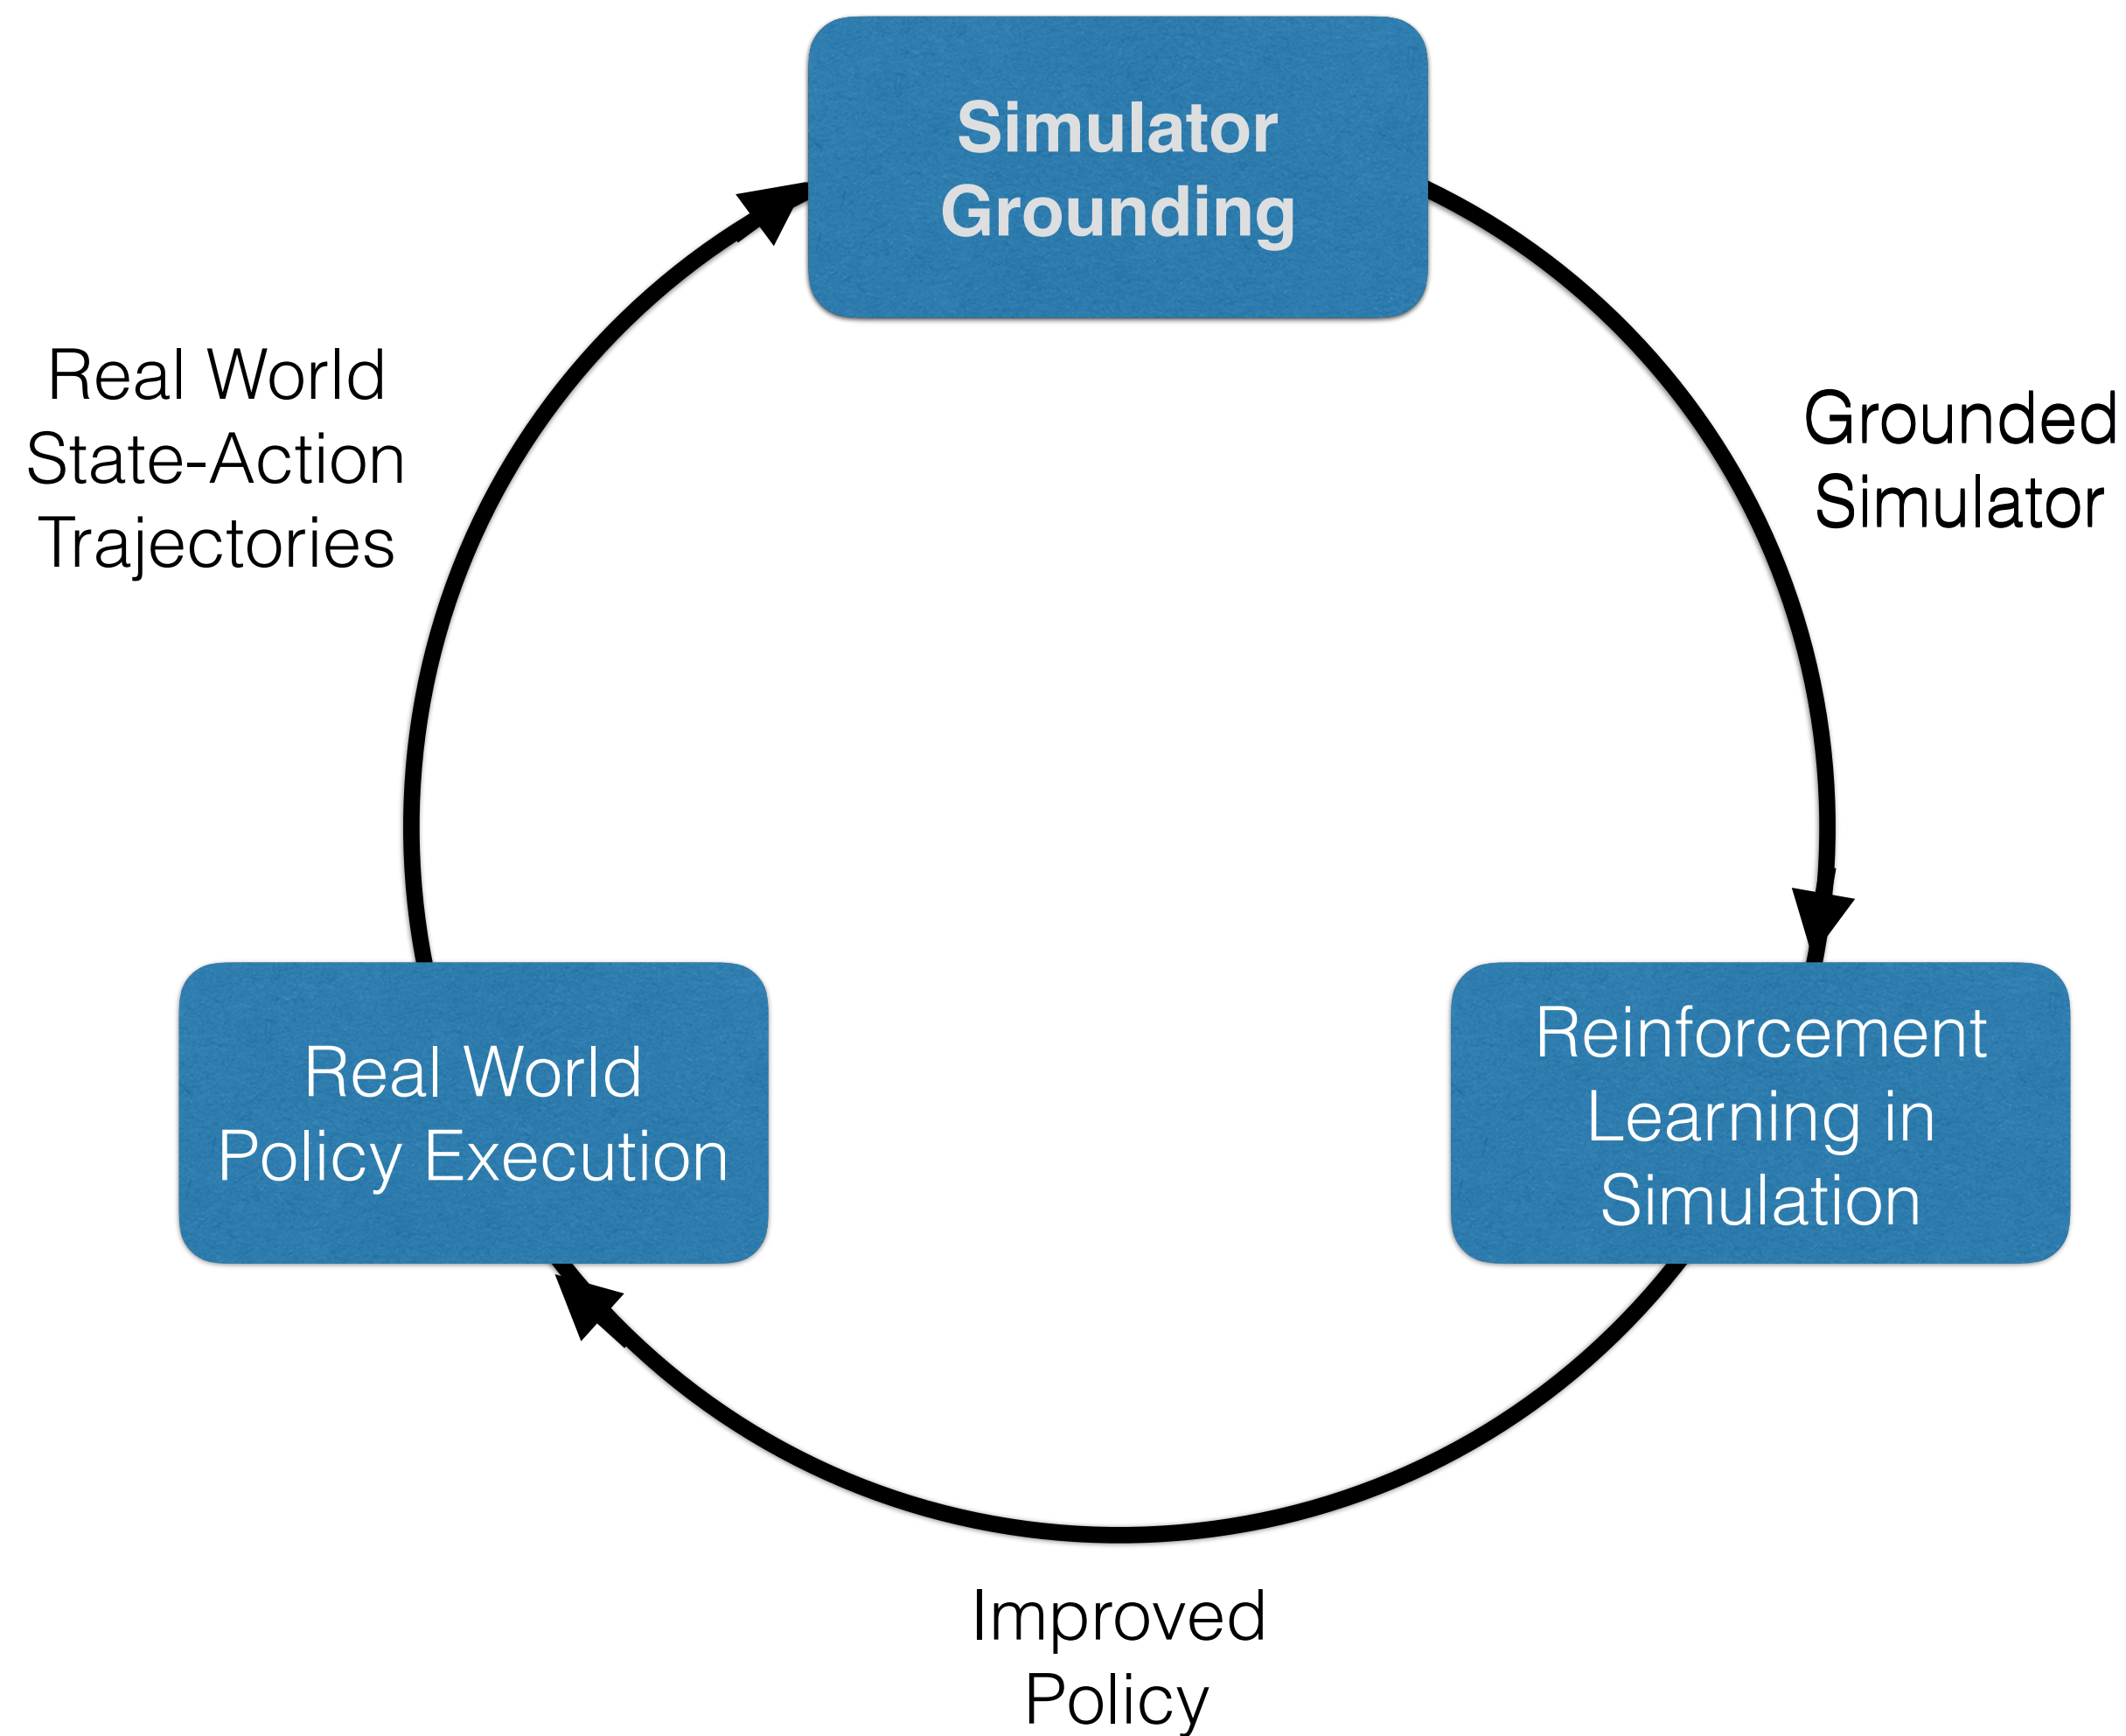 Simulator
Grounding
Real World
State-Action
Trajectories
Grounded
Simulator
Real World
Policy Execution
Reinforcement
Learning in
Simulation
Improved
Policy